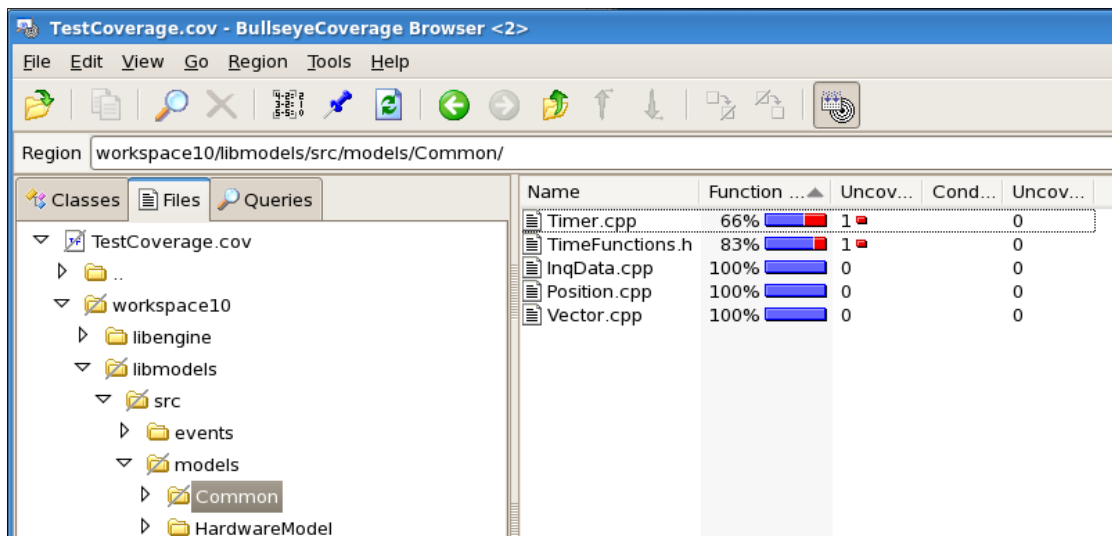 TestCoverage.cov - BullseyeCoverage Browser <2>
File Edit View Go Region Tools Help
Region workspace10/libmodels/src/models/Common/
Classes Files Queries
TestCoverage.cov
..
workspace10
libengine
libmodels
src
events
models
Common
HardwareModel
Name Function ... Uncov... Cond... Uncov...
Timer.cpp 66% 1 0
TimeFunctions.h 83% 1 0
InqData.cpp 100% 0 0
Position.cpp 100% 0 0
Vector.cpp 100% 0 0